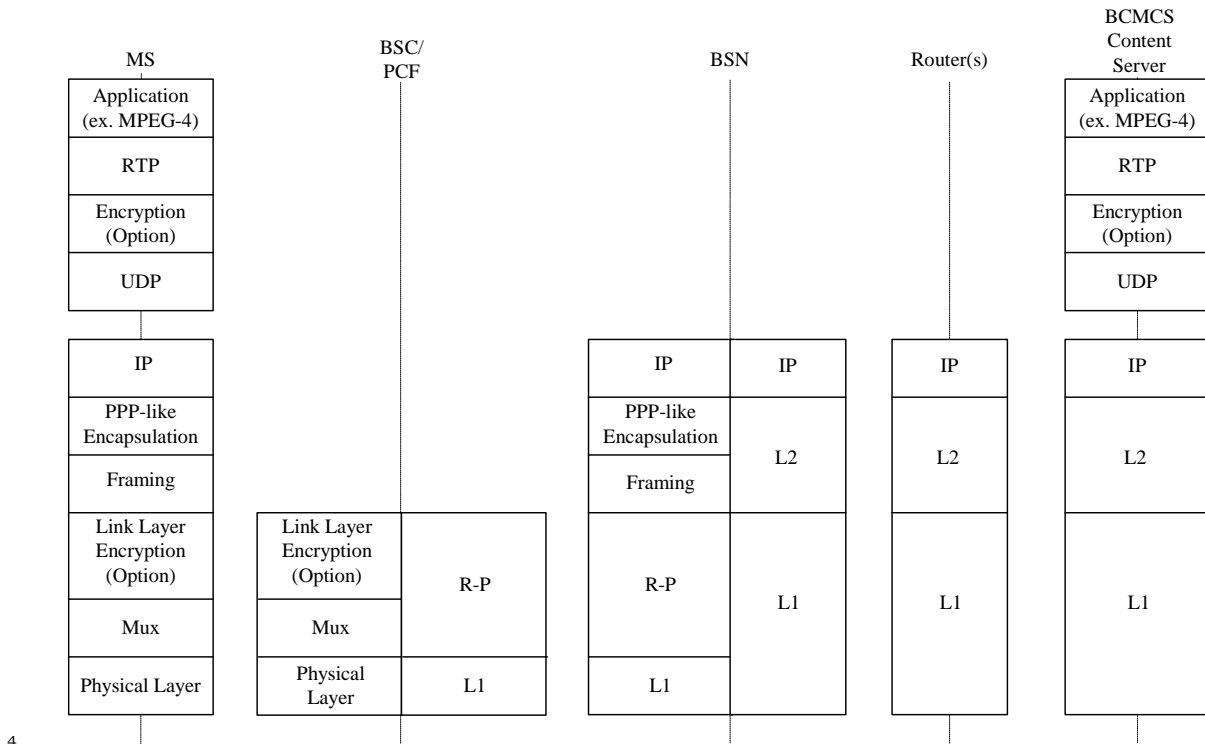 BCMCS
Content
Server
BSC/
PCF
MS
BSN
Router(s)
Application
(ex. MPEG-4)
Application
(ex. MPEG-4)
RTP
RTP
Encryption
(Option)
Encryption
(Option)
UDP
UDP
IP
IP
IP
IP
IP
PPP-like
Encapsulation
PPP-like
Encapsulation
L2
L2
L2
Framing
Framing
Link Layer
Encryption
(Option)
Link Layer
Encryption
(Option)
R-P
R-P
L1
L1
L1
Mux
Mux
Physical Layer
Physical
Layer
L1
L1
4